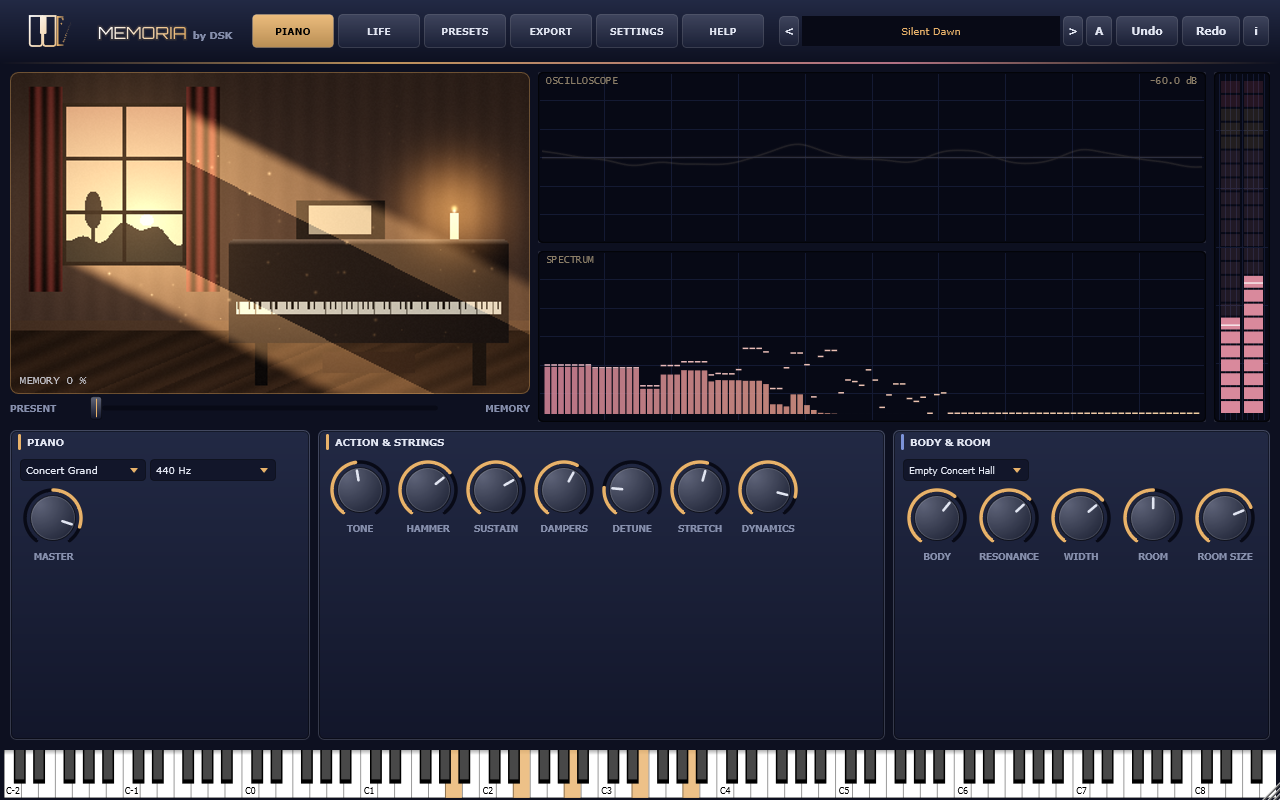 MEMORIA by DSK
PIANO
LIFE
PRESETS
EXPORT
SETTINGS
HELP
<
Silent Dawn
>
A
Undo
Redo
i
OSCILLOSCOPE
-60.0 dB
SPECTRUM
MEMORY 0 %
PRESENT
MEMORY
PIANO
Concert Grand
440 Hz
MASTER
ACTION & STRINGS
TONE
HAMMER
SUSTAIN
DAMPERS
DETUNE
STRETCH
DYNAMICS
BODY & ROOM
Empty Concert Hall
BODY
RESONANCE
WIDTH
ROOM
ROOM SIZE
C-2
C-1
C0
C1
C2
C3
C4
C5
C6
C7
C8